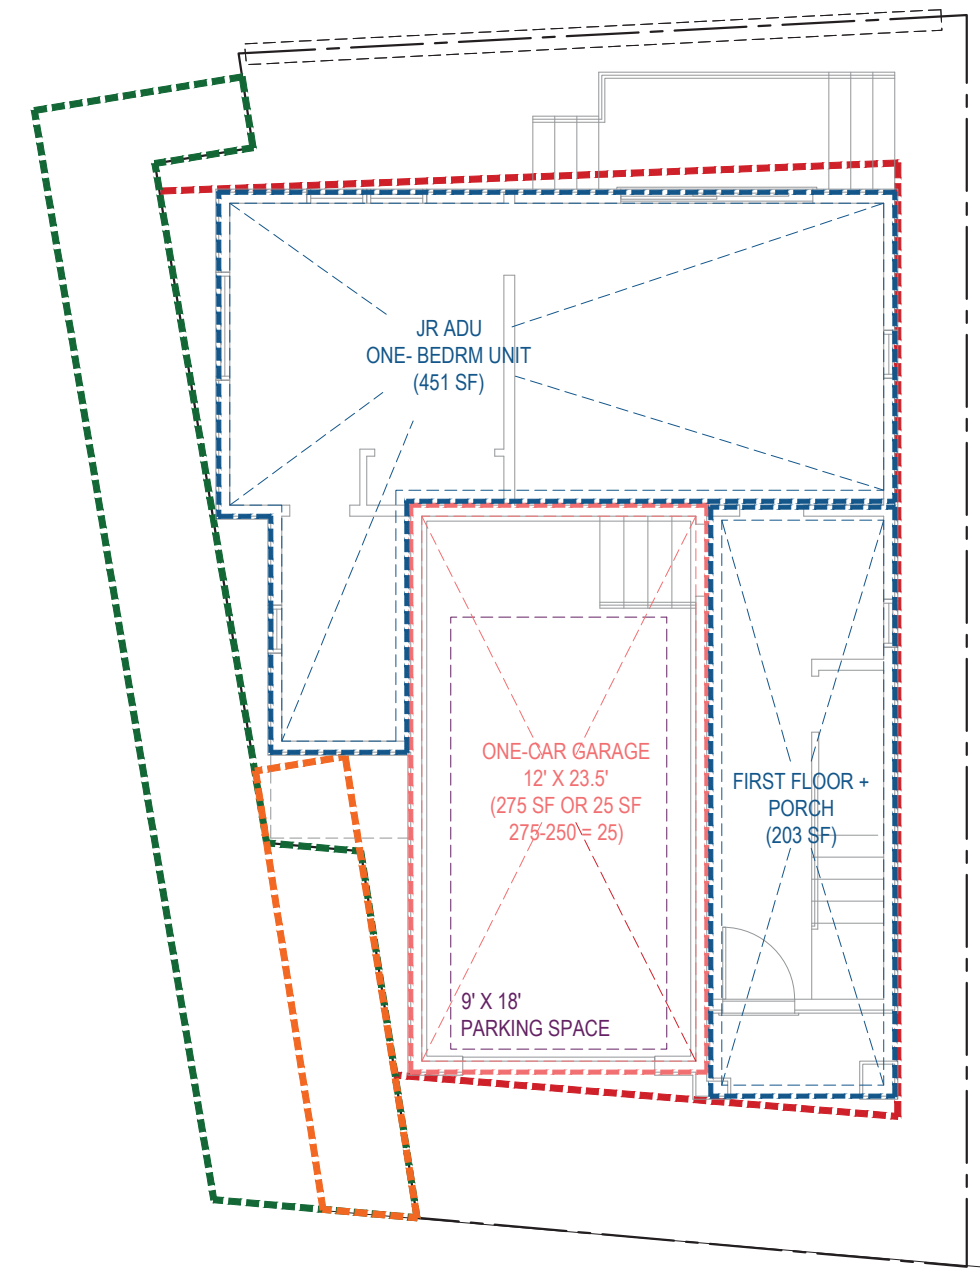 JR ADU
ONE- BEDRM UNIT
(451 SF)
ONE-CAR GARAGE
12' X 23.5'
(275 SF OR 25 SF
275-250 = 25)
FIRST FLOOR +
PORCH
(203 SF)
9' X 18'
PARKING SPACE